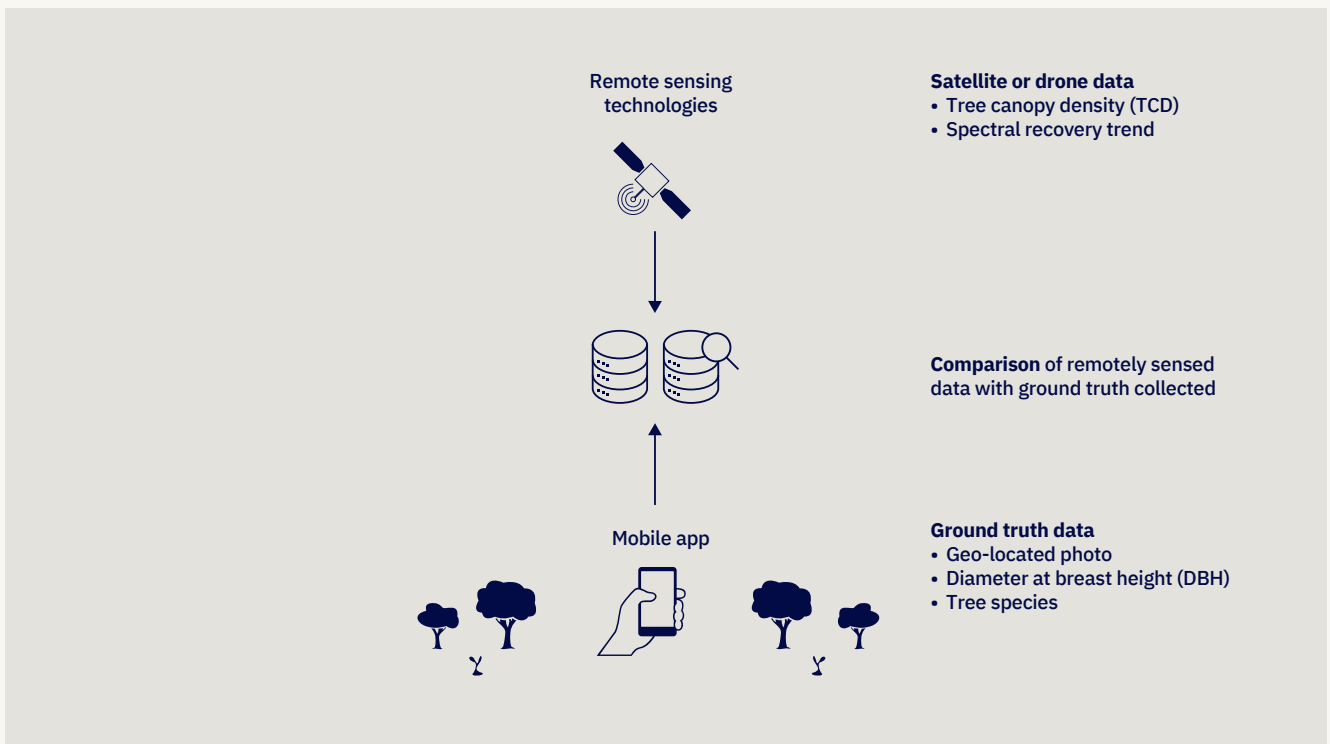 Remote sensing
technologies
Satellite or drone data
• Tree canopy density (TCD)
• Spectral recovery trend
Comparison of remotely sensed
data with ground truth collected
Mobile app
Ground truth data
• Geo-located photo
• Diameter at breast height (DBH)
• Tree species